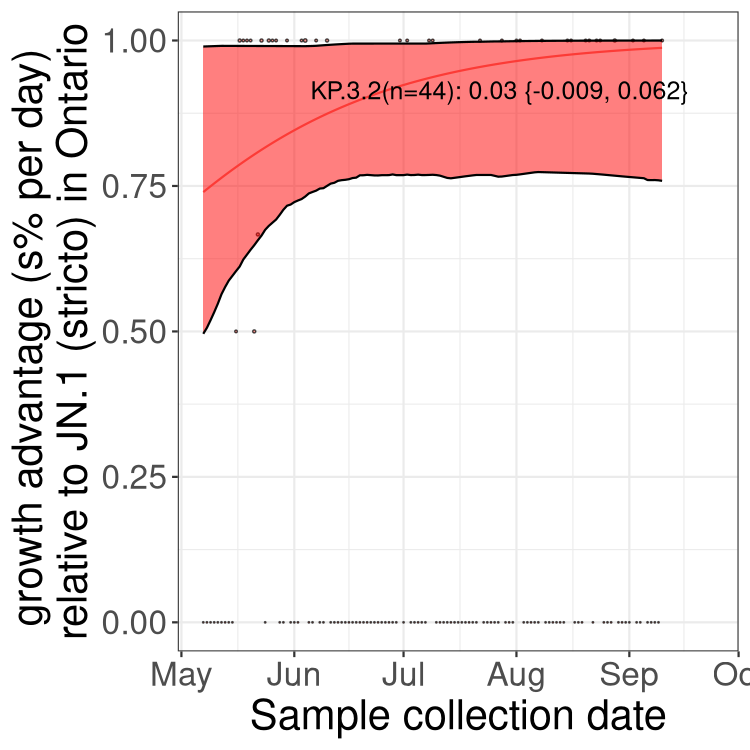 growth advantage (s% per day)
relative to JN.1 (stricto) in Ontario
1.00
0.75
0.50
0.25
0.00
KP.3.2(n=44): 0.03 {-0.009, 0.062}
May Jun Jul Aug Sep Oc
Sample collection date